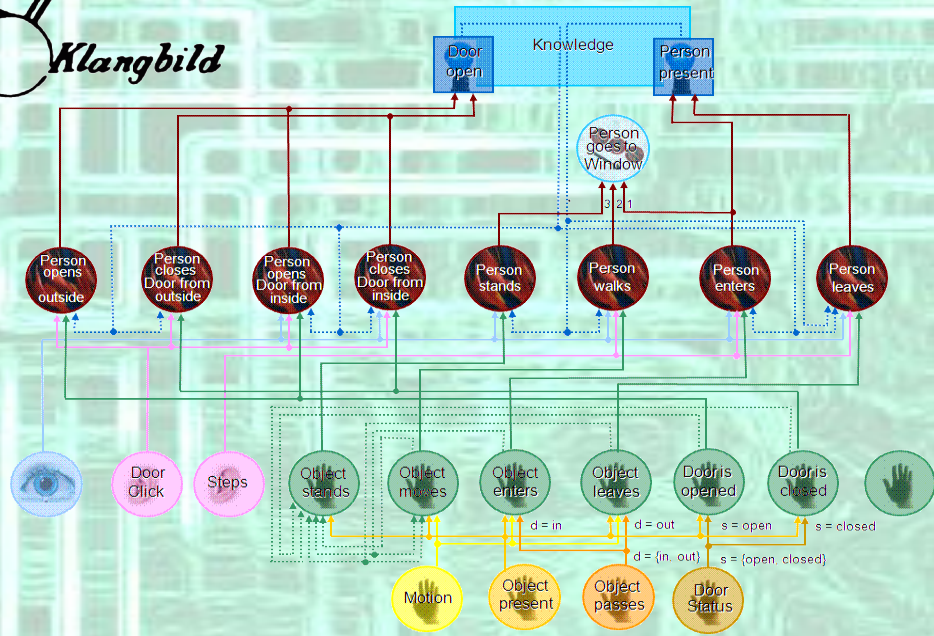 Klangbild
Door
open
Knowledge
Person
present
Person
goes to
Window
3 2 1
Person
opens
outside
Person
closes
Door from
outside
Person
opens
Door from
inside
Person
closes
Door from
inside
Person
stands
Person
walks
Person
enters
Person
leaves
Door
Click
Steps
Object
stands
Object
moves
Object
enters
Object
leaves
Door is
opened
Door is
closed
d = in
d = out
s = open
s = closed
d = {in, out}
s = {open, closed}
Motion
Object
present
Object
passes
Door
Status